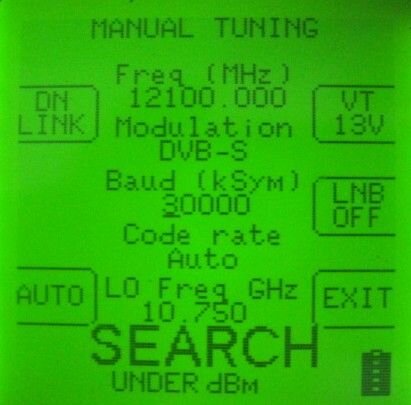 MANUAL TUNING
Freq (MHz)
12100.000
DN LINK
VT 13V
Modulation
DVB-S
Baud (kSym)
30000
LNB OFF
Code rate
Auto
AUTO
LO Freq GHz
10.750
EXIT
SEARCH
UNDER dBm